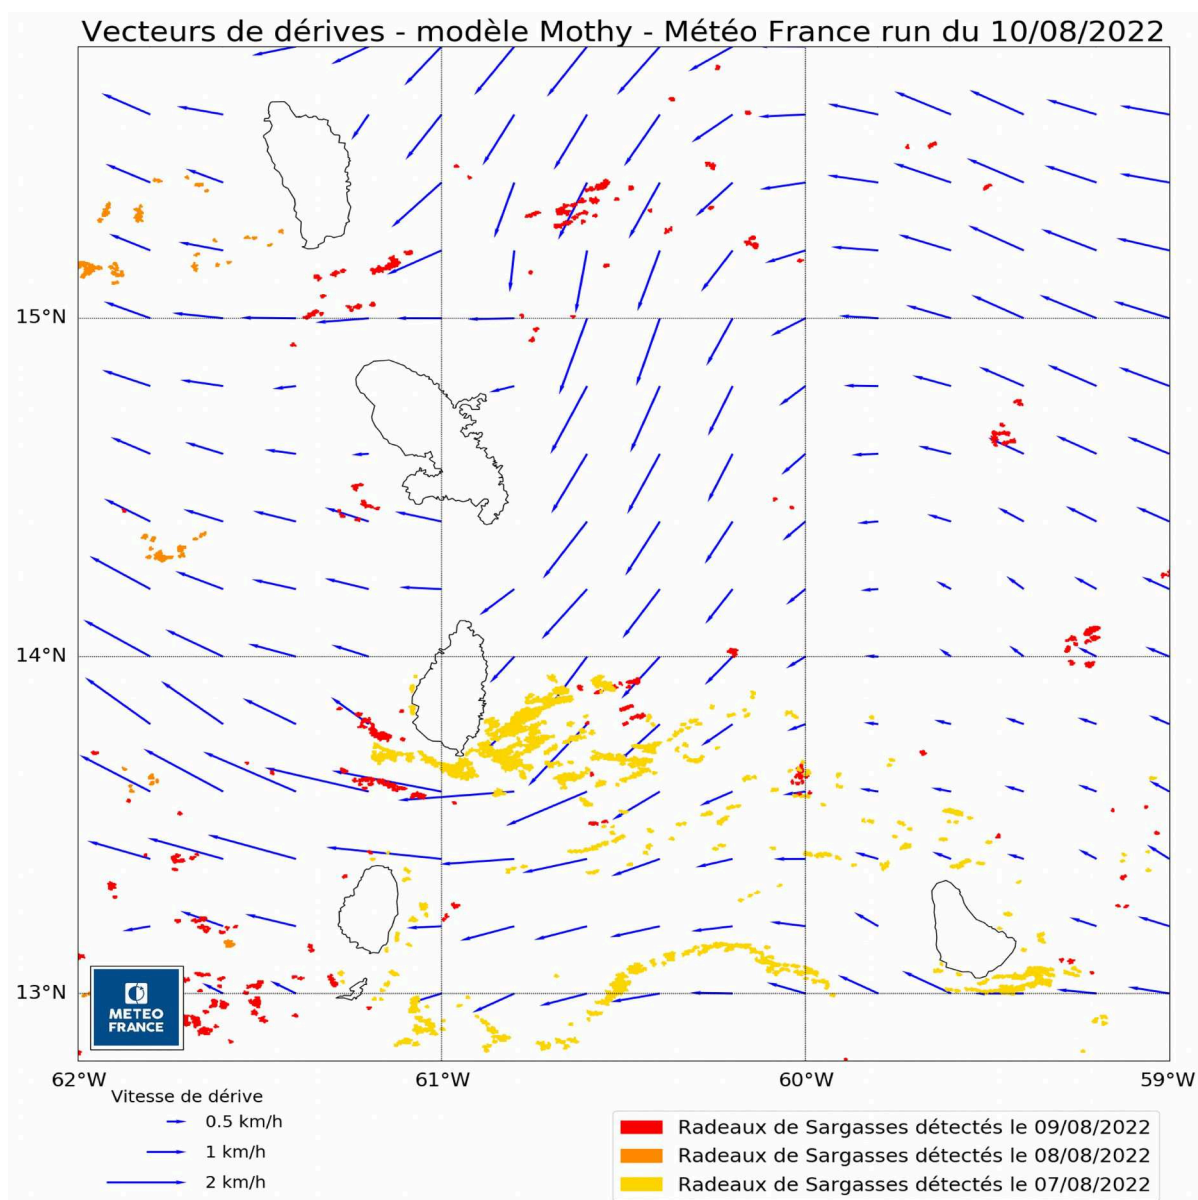 Vecteurs de dérives - modèle Mothy - Météo France run du 10/08/2022
15°N
14°N
13°N
METEO
FRANCE
62°W
61°W
60°W
59°W
Vitesse de dérive
0.5 km/h
1 km/h
2 km/h
Radeaux de Sargasses détectés le 09/08/2022
Radeaux de Sargasses détectés le 08/08/2022
Radeaux de Sargasses détectés le 07/08/2022